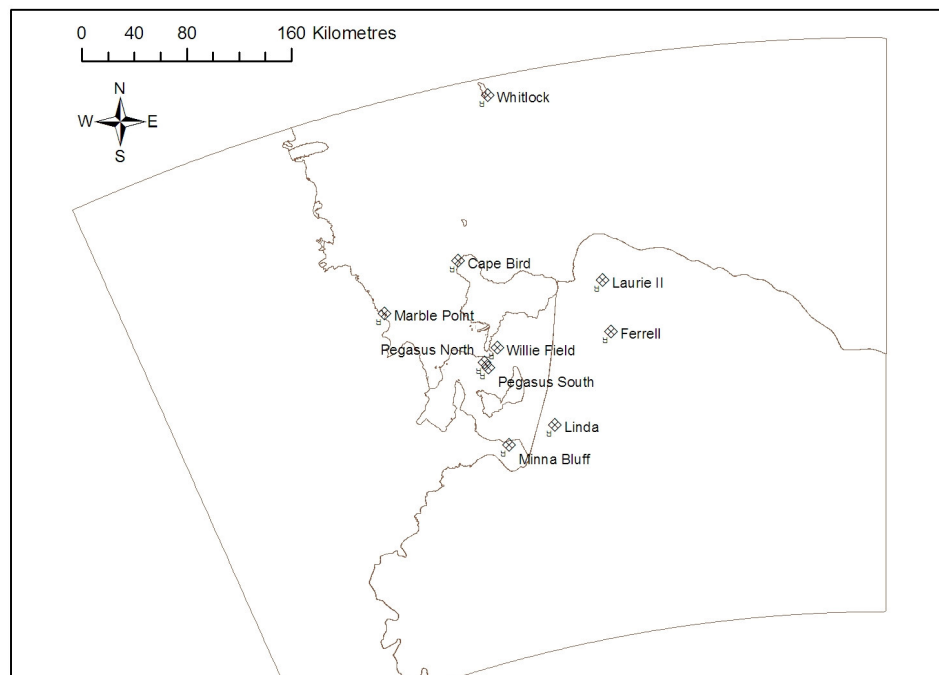 0 40 80 160 Kilometres
N
W E
S
Whitlock
Cape Bird
Laurie II
Marble Point
Ferrell
Pegasus North
Willie Field
Pegasus South
Linda
Minna Bluff